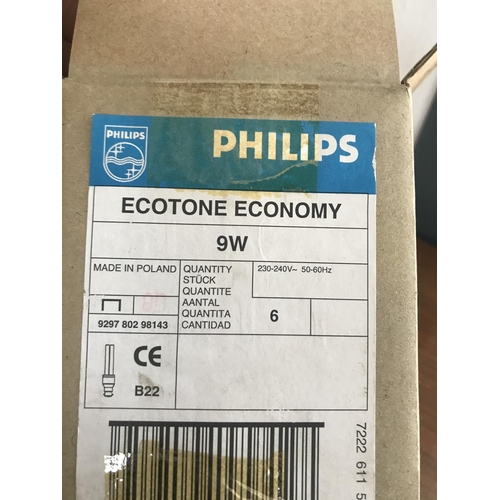 PHILIPS
PHILIPS
ECOTONE ECONOMY
9W
MADE IN POLAND
QUANTITY
STÜCK
QUANTITE
AANTAL
QUANTITA
CANTIDAD
230-240V~ 50-60Hz
6
9297 802 98143
CE
B22
7222 611 5